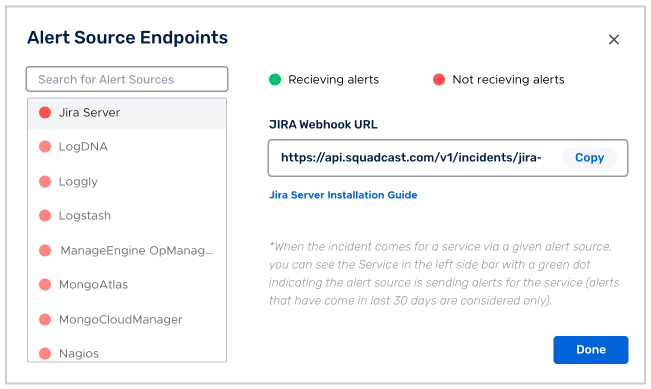 Alert Source Endpoints
Search for Alert Sources
Jira Server
LogDNA
Loggly
Logstash
ManageEngine OpManag...
MongoAtlas
MongoCloudManager
Nagios
Recieving alerts
Not recieving alerts
JIRA Webhook URL
https://api.squadcast.com/v1/incidents/jira-
Copy
Jira Server Installation Guide
*When the incident comes for a service via a given alert source,
you can see the Service in the left side bar with a green dot
indicating the alert source is sending alerts for the service (alerts
that have come in last 30 days are considered only).
Done